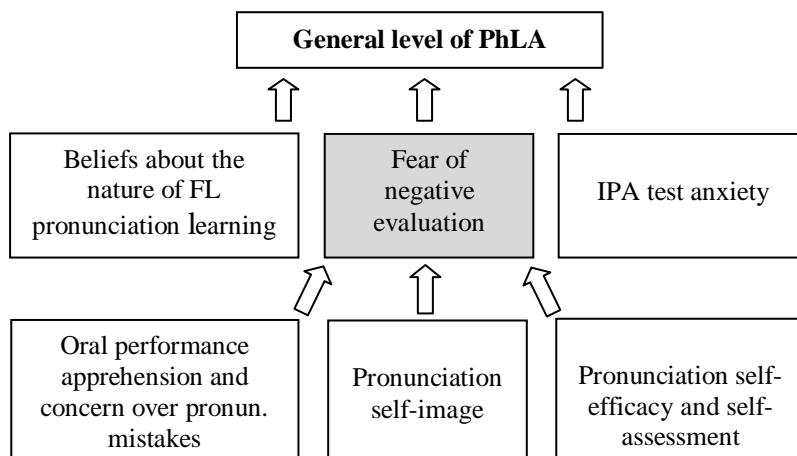 General level of PhLA
Beliefs about the
nature of FL
pronunciation learning
Fear of
negative
evaluation
IPA test anxiety
Oral performance
apprehension and
concern over pronun.
mistakes
Pronunciation
self-image
Pronunciation self-
efficacy and self-
assessment